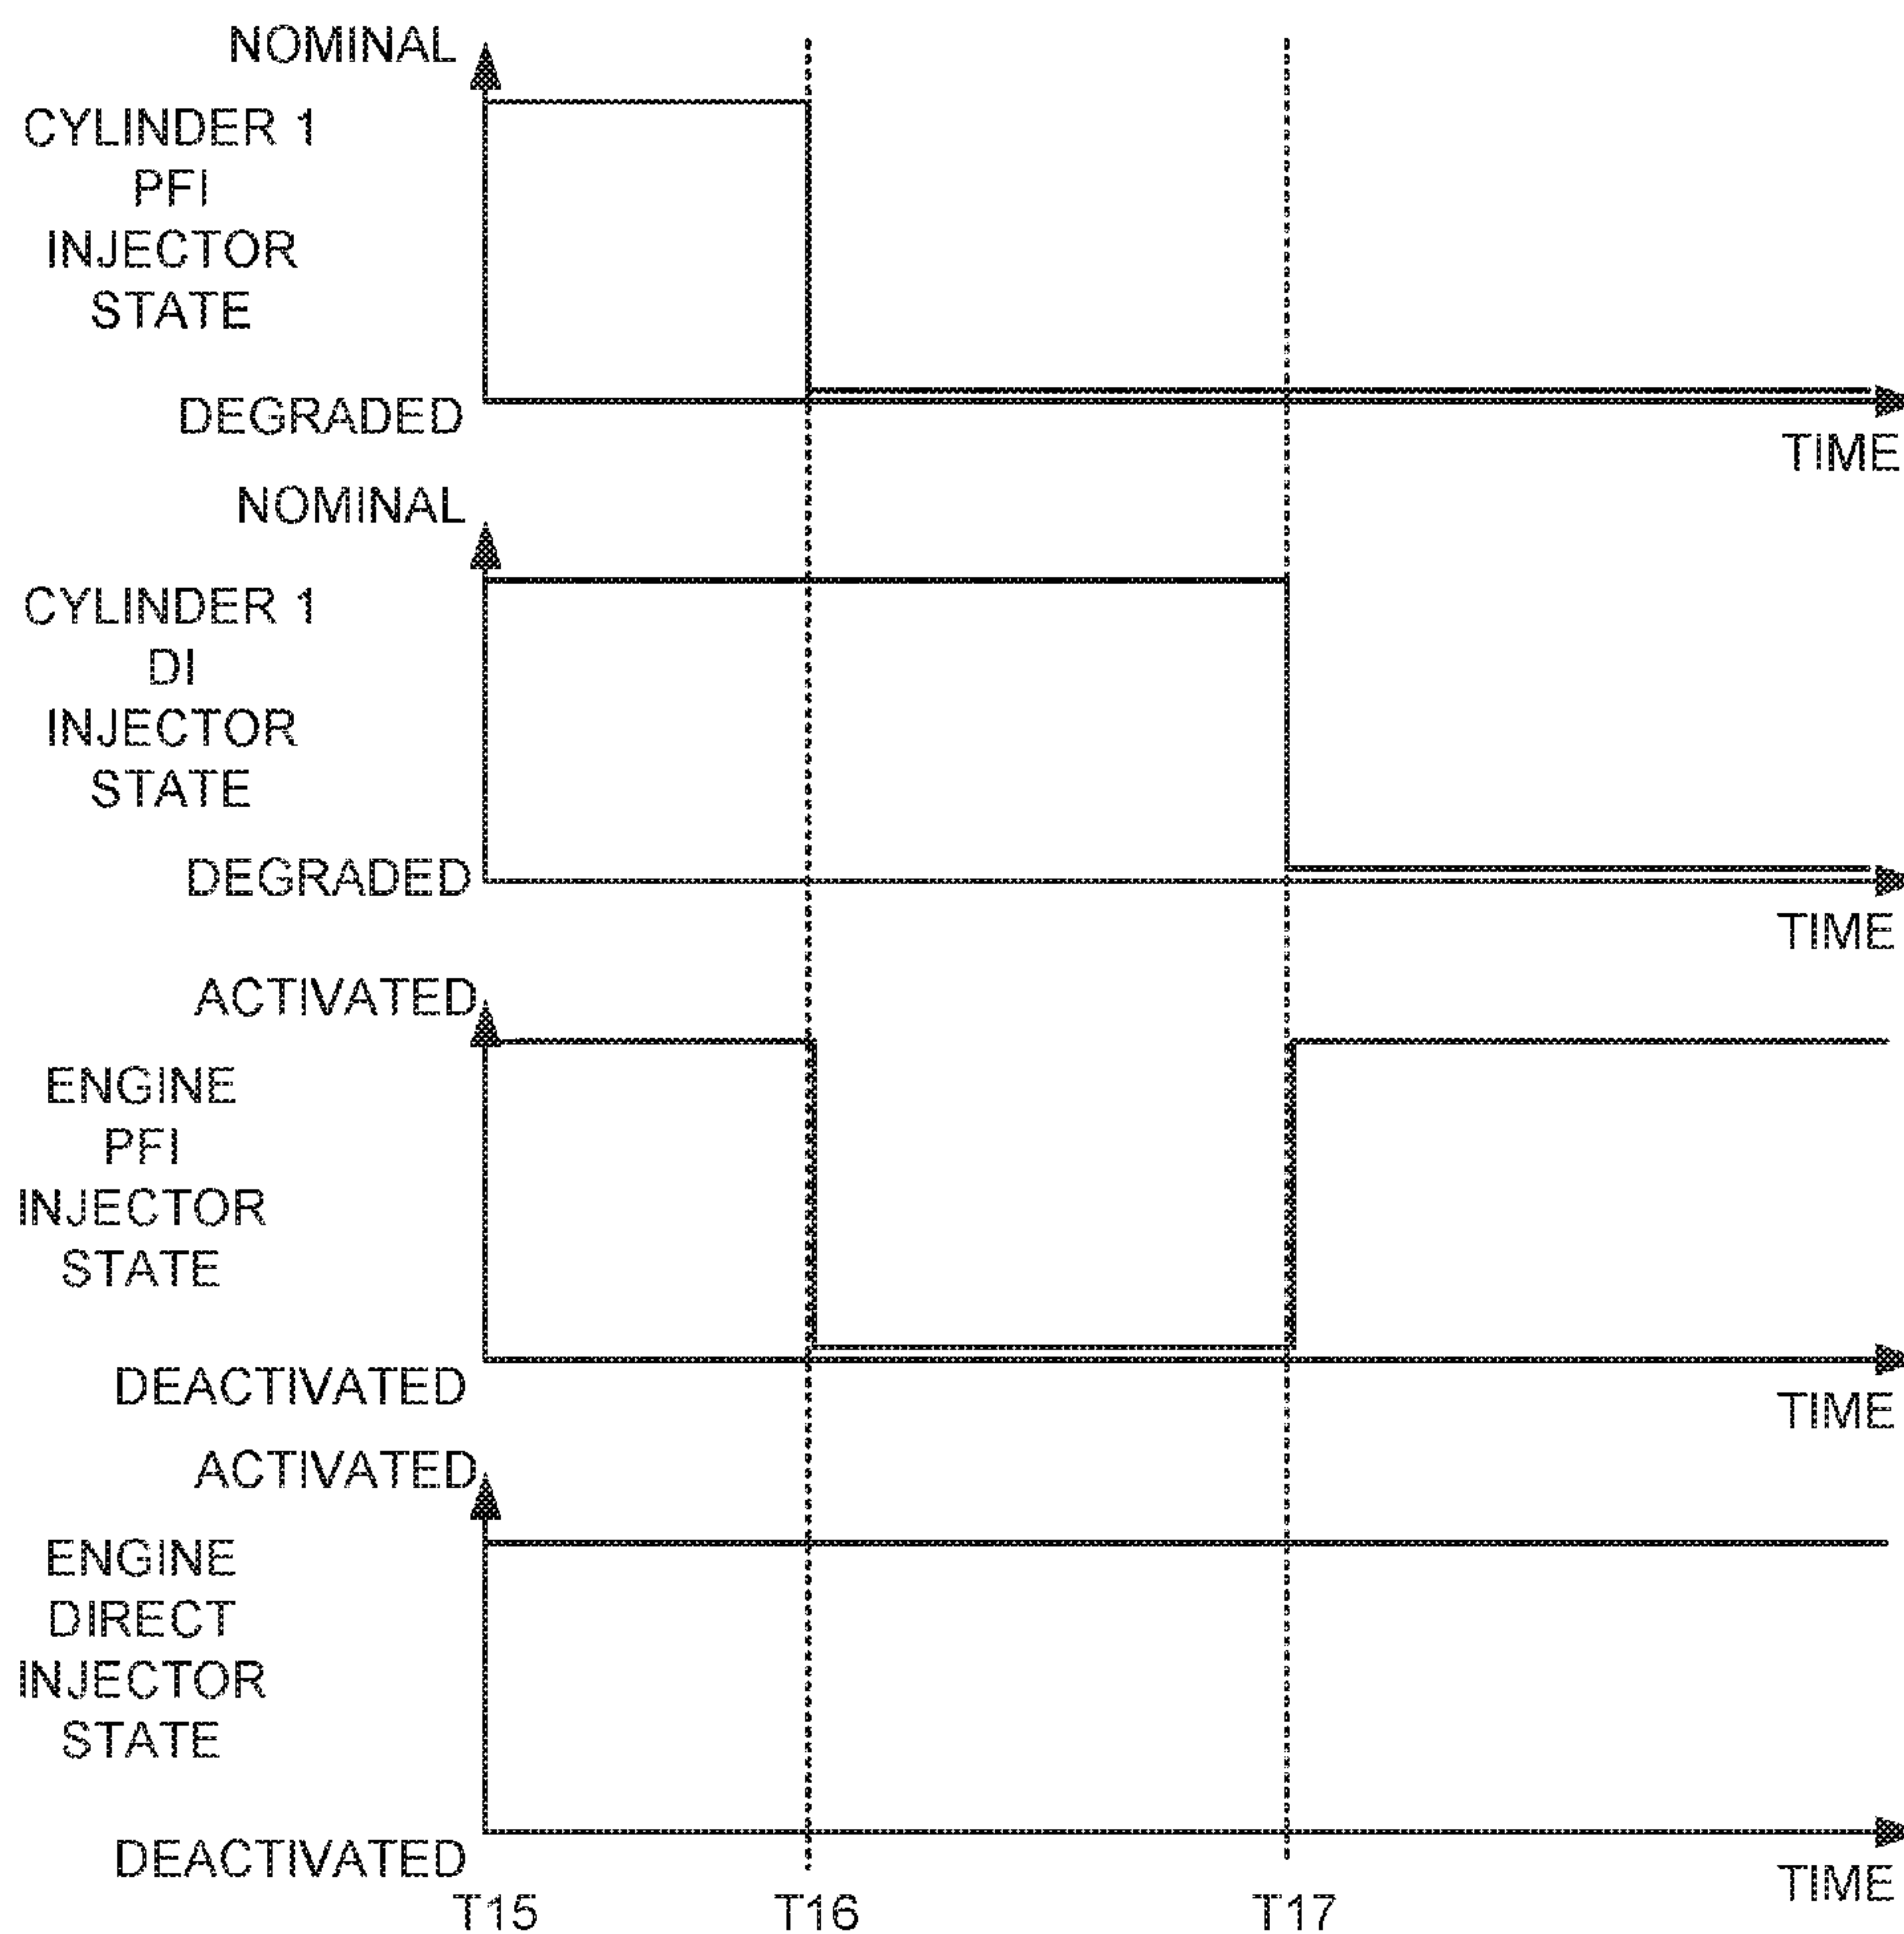 NOMINAL
CYLINDER 1
PFI
INJECTOR
STATE
DEGRADED
TIME
NOMINAL
CYLINDER 1
DI
INJECTOR
STATE
DEGRADED
TIME
ACTIVATED
ENGINE
PFI
INJECTOR
STATE
DEACTIVATED
TIME
ACTIVATED
ENGINE
DIRECT
INJECTOR
STATE
DEACTIVATED
TIME
T15 T16 T17